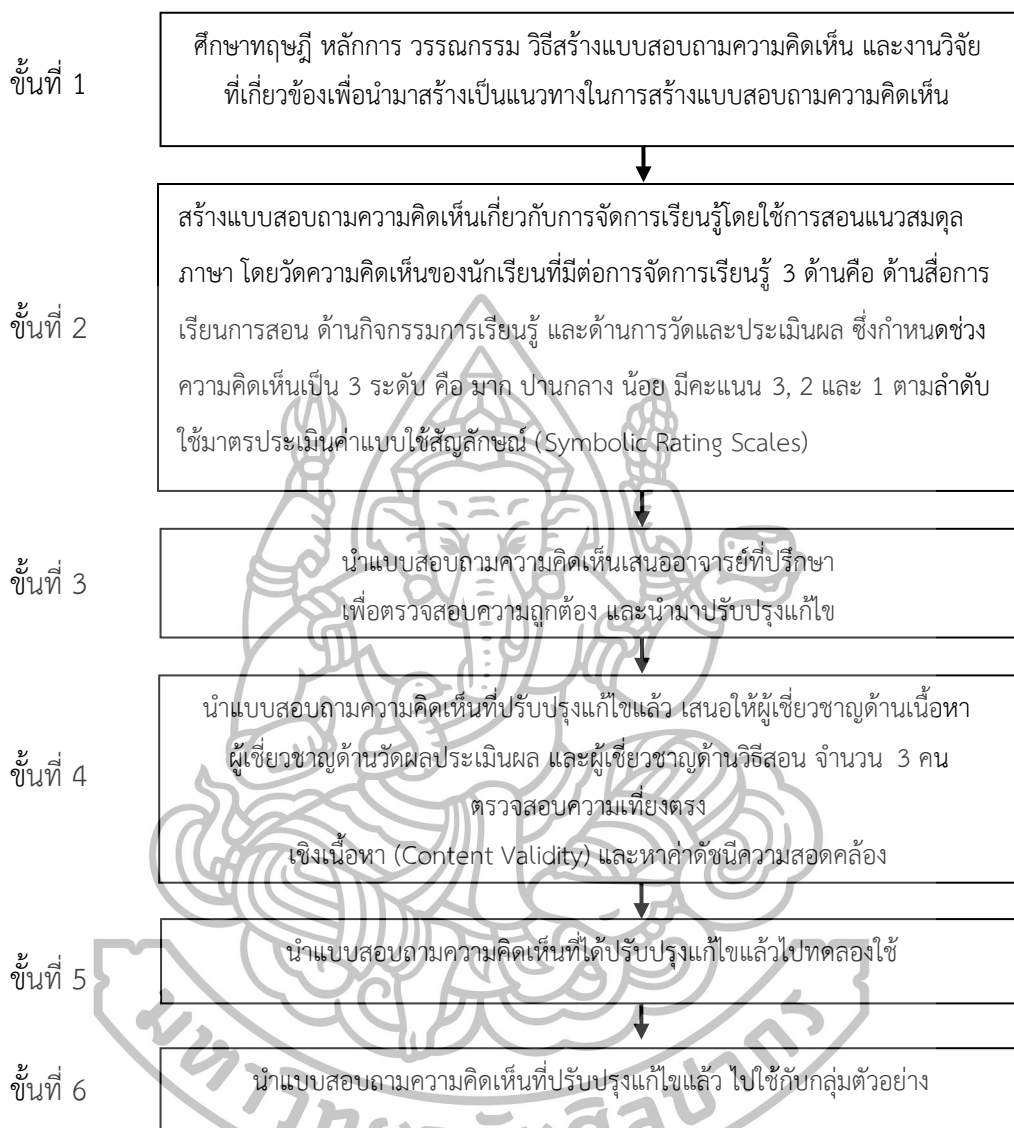 ขั้นที่ 1
ศึกษาทฤษฎี หลักการ วรรณกรรม วิธีสร้างแบบสอบถามความคิดเห็น และงานวิจัย
ที่เกี่ยวข้องเพื่อนำมาสร้างเป็นแนวทางในการสร้างแบบสอบถามความคิดเห็น
ขั้นที่ 2
สร้างแบบสอบถามความคิดเห็นเกี่ยวกับการจัดการเรียนรู้โดยใช้การสอนแนวสมดุล
ภาษา โดยวัดความคิดเห็นของนักเรียนที่มีต่อการจัดการเรียนรู้ 3 ด้านคือ ด้านสื่อการ
เรียนการสอน ด้านกิจกรรมการเรียนรู้ และด้านการวัดและประเมินผล ซึ่งกำหนดช่วง
ความคิดเห็นเป็น 3 ระดับ คือ มาก ปานกลาง น้อย มีคะแนน 3, 2 และ 1 ตามลำดับ
ใช้มาตรประเมินค่าแบบใช้สัญลักษณ์ (Symbolic Rating Scales)
ขั้นที่ 3
นำแบบสอบถามความคิดเห็นเสนออาจารย์ที่ปรึกษา
เพื่อตรวจสอบความถูกต้อง และนำมาปรับปรุงแก้ไข
ขั้นที่ 4
นำแบบสอบถามความคิดเห็นที่ปรับปรุงแก้ไขแล้ว เสนอให้ผู้เชี่ยวชาญด้านเนื้อหา
ผู้เชี่ยวชาญด้านวัดผลประเมินผล และผู้เชี่ยวชาญด้านวิธีสอน จำนวน 3 คน
ตรวจสอบความเที่ยงตรง
เชิงเนื้อหา (Content Validity) และหาค่าดัชนีความสอดคล้อง
ขั้นที่ 5
นำแบบสอบถามความคิดเห็นที่ได้ปรับปรุงแก้ไขแล้วไปทดลองใช้
ขั้นที่ 6
นำแบบสอบถามความคิดเห็นที่ปรับปรุงแก้ไขแล้ว ไปใช้กับกลุ่มตัวอย่าง